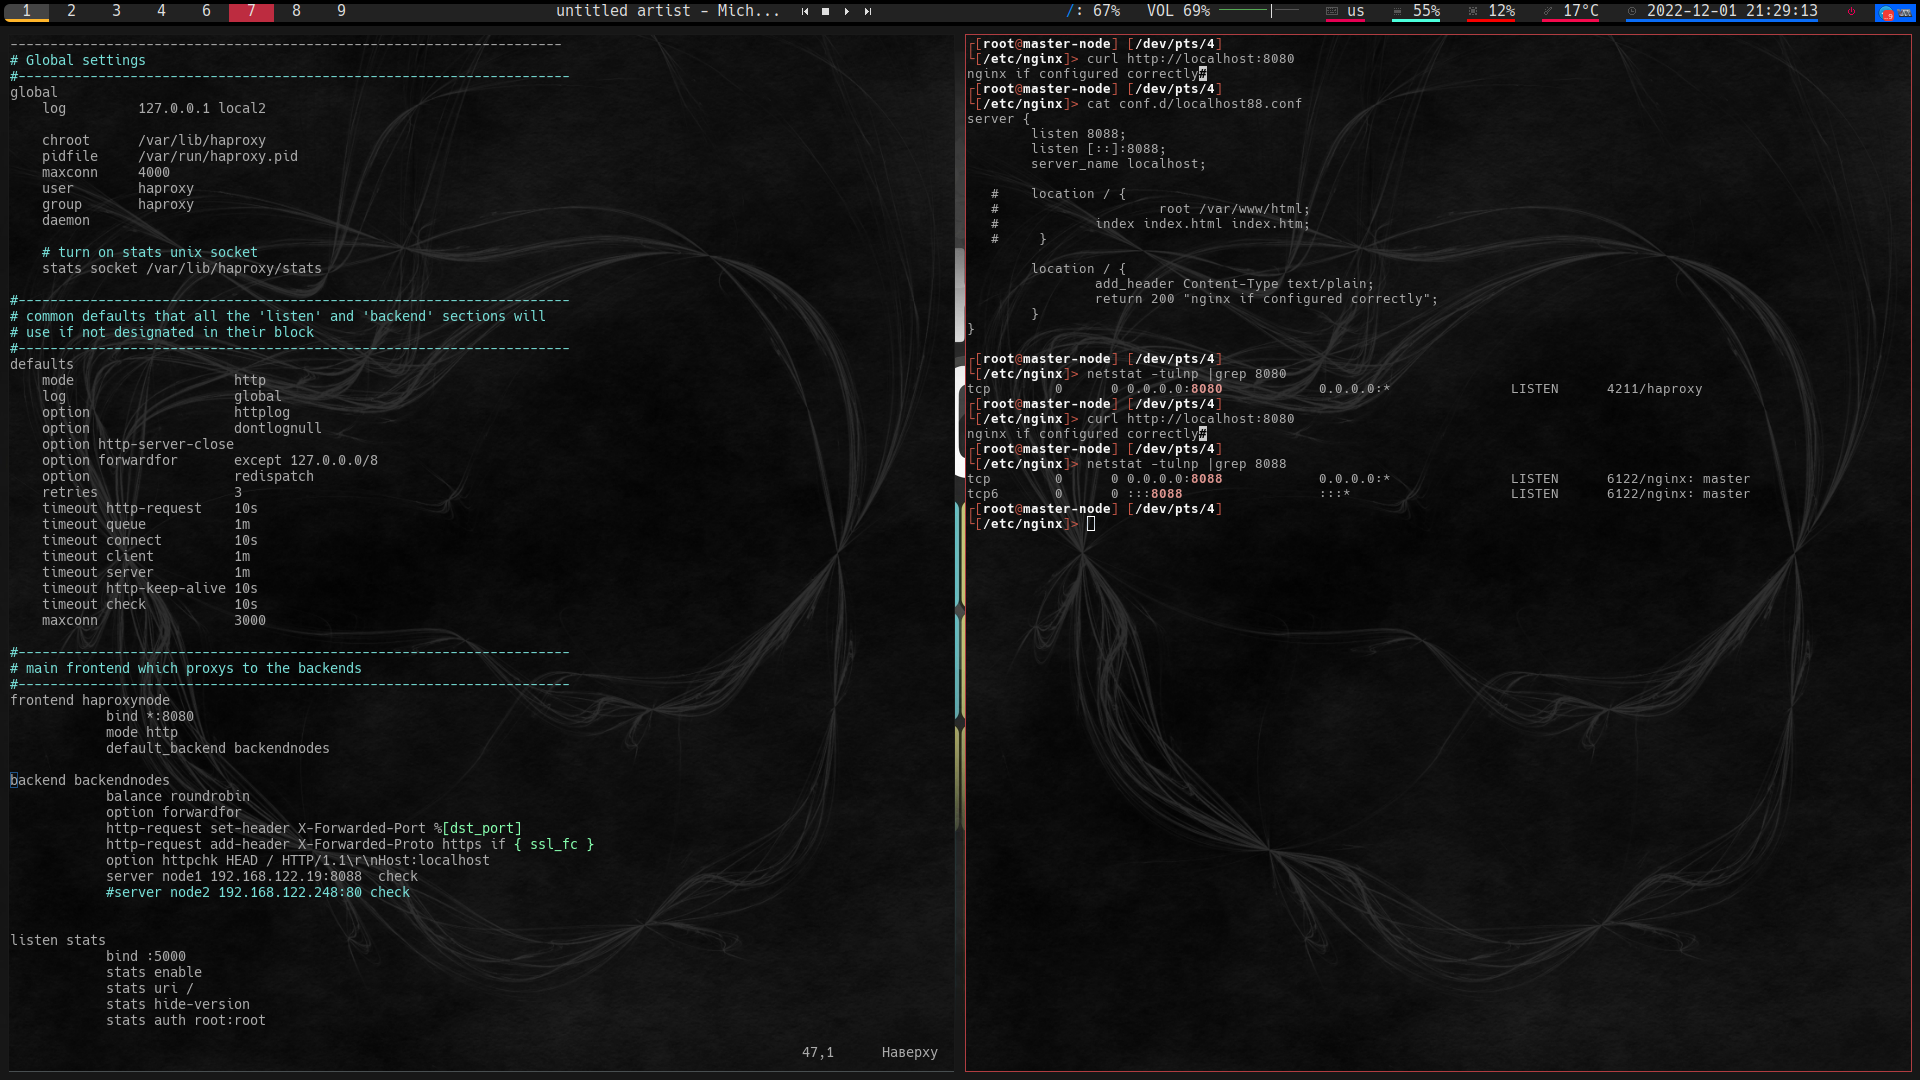 1 2 3 4 6 7 8 9 untitled artist - Mich... /: 67% VOL 69% us 55% 12% 17°C 2022-12-01 21:29:13
---------------------------------------------------------------------
# Global settings
#---------------------------------------------------------------------
global
    log         127.0.0.1 local2

    chroot      /var/lib/haproxy
    pidfile     /var/run/haproxy.pid
    maxconn     4000
    user        haproxy
    group       haproxy
    daemon

    # turn on stats unix socket
    stats socket /var/lib/haproxy/stats

#---------------------------------------------------------------------
# common defaults that all the 'listen' and 'backend' sections will
# use if not designated in their block
#---------------------------------------------------------------------
defaults
    mode                    http
    log                     global
    option                  httplog
    option                  dontlognull
    option http-server-close
    option forwardfor       except 127.0.0.0/8
    option                  redispatch
    retries                 3
    timeout http-request    10s
    timeout queue           1m
    timeout connect         10s
    timeout client          1m
    timeout server          1m
    timeout http-keep-alive 10s
    timeout check           10s
    maxconn                 3000

#---------------------------------------------------------------------
# main frontend which proxys to the backends
#---------------------------------------------------------------------
frontend haproxynode
            bind *:8080
            mode http
            default_backend backendnodes

backend backendnodes
            balance roundrobin
            option forwardfor
            http-request set-header X-Forwarded-Port %[dst_port]
            http-request add-header X-Forwarded-Proto https if { ssl_fc }
            option httpchk HEAD / HTTP/1.1\r\nHost:localhost
            server node1 192.168.122.19:8088  check
            #server node2 192.168.122.248:80 check

listen stats
            bind :5000
            stats enable
            stats uri /
            stats hide-version
            stats auth root:root
47,1 Наверху
┌[root@master-node] [/dev/pts/4]
└[/etc/nginx]> curl http://localhost:8080
nginx if configured correctly#
┌[root@master-node] [/dev/pts/4]
└[/etc/nginx]> cat conf.d/localhost88.conf
server {
        listen 8088;
        listen [::]:8088;
        server_name localhost;

   #    location / {
   #                    root /var/www/html;
   #            index index.html index.htm;
   #     }

        location / {
                add_header Content-Type text/plain;
                return 200 "nginx if configured correctly";
        }
}

┌[root@master-node] [/dev/pts/4]
└[/etc/nginx]> netstat -tulnp |grep 8080
tcp        0      0 0.0.0.0:8080            0.0.0.0:*               LISTEN      4211/haproxy
┌[root@master-node] [/dev/pts/4]
└[/etc/nginx]> curl http://localhost:8080
nginx if configured correctly#
┌[root@master-node] [/dev/pts/4]
└[/etc/nginx]> netstat -tulnp |grep 8088
tcp        0      0 0.0.0.0:8088            0.0.0.0:*               LISTEN      6122/nginx: master
tcp6       0      0 :::8088                 :::*                    LISTEN      6122/nginx: master
┌[root@master-node] [/dev/pts/4]
└[/etc/nginx]>